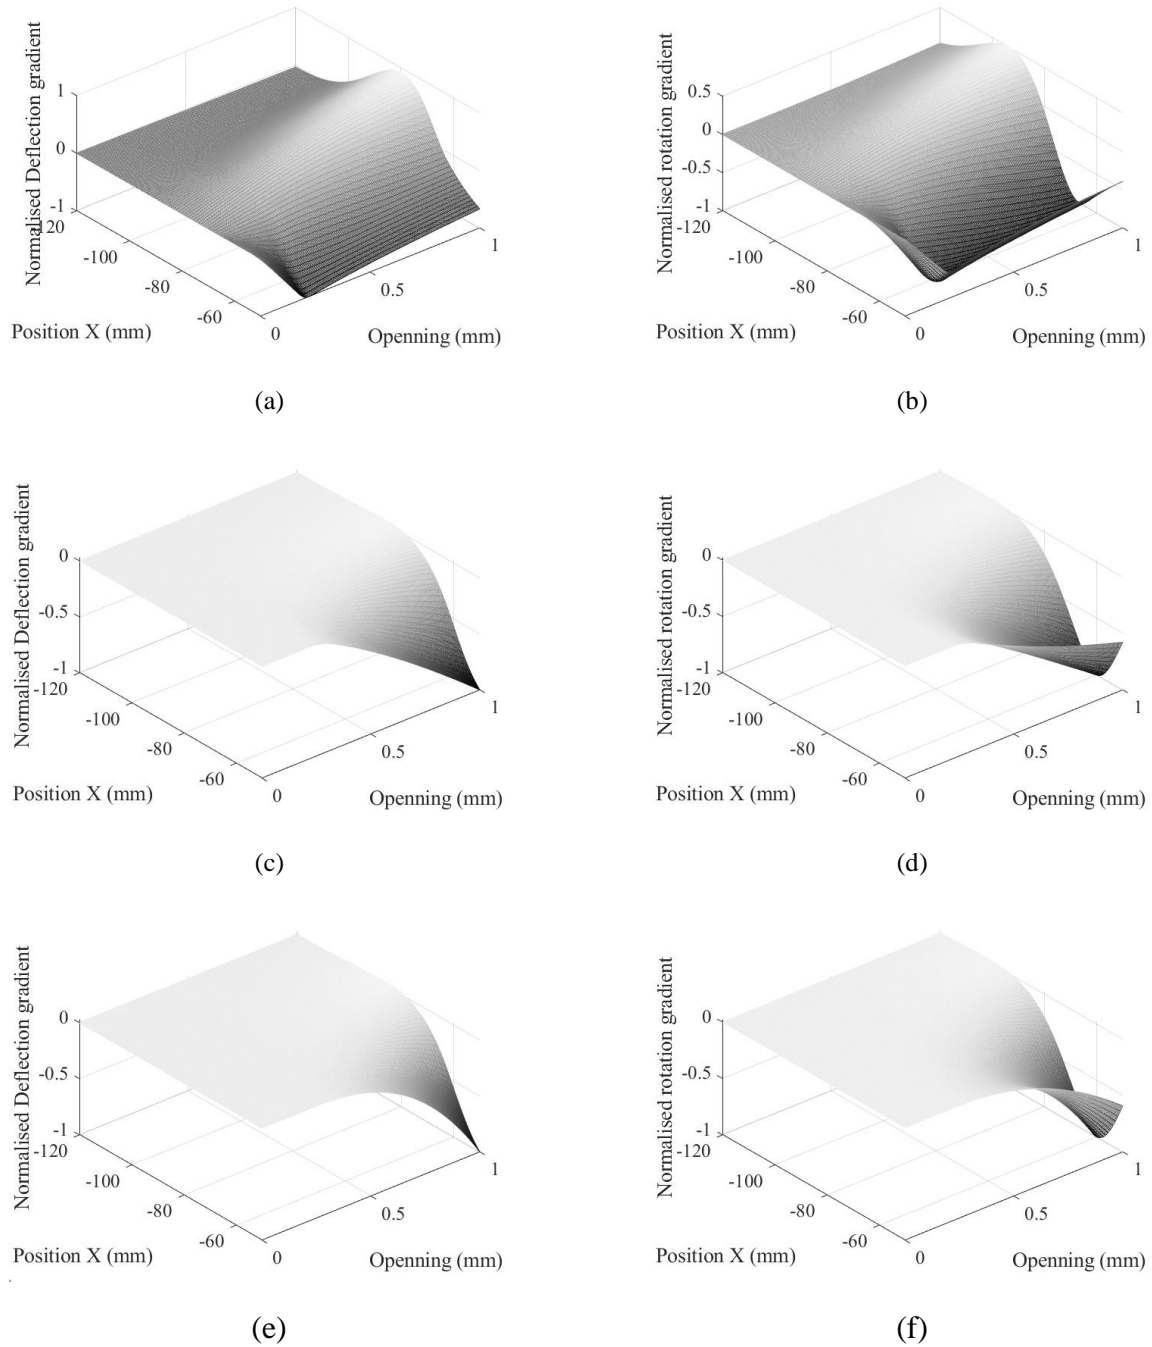 Normalised Deflection gradient
1
0
-1
-120
-100
-80
-60
Position X (mm)
0
0.5
1
Openning (mm)
(a)
Normalised rotation gradient
0.5
0
-0.5
-1
-120
-100
-80
-60
Position X (mm)
0
0.5
1
Openning (mm)
(b)
Normalised Deflection gradient
0
-0.5
-1
-120
-100
-80
-60
Position X (mm)
0
0.5
1
Openning (mm)
(c)
Normalised rotation gradient
0
-0.5
-1
-120
-100
-80
-60
Position X (mm)
0
0.5
1
Openning (mm)
(d)
Normalised Deflection gradient
0
-0.5
-1
-120
-100
-80
-60
Position X (mm)
0
0.5
1
Openning (mm)
(e)
Normalised rotation gradient
0
-0.5
-1
-120
-100
-80
-60
Position X (mm)
0
0.5
1
Openning (mm)
(f)